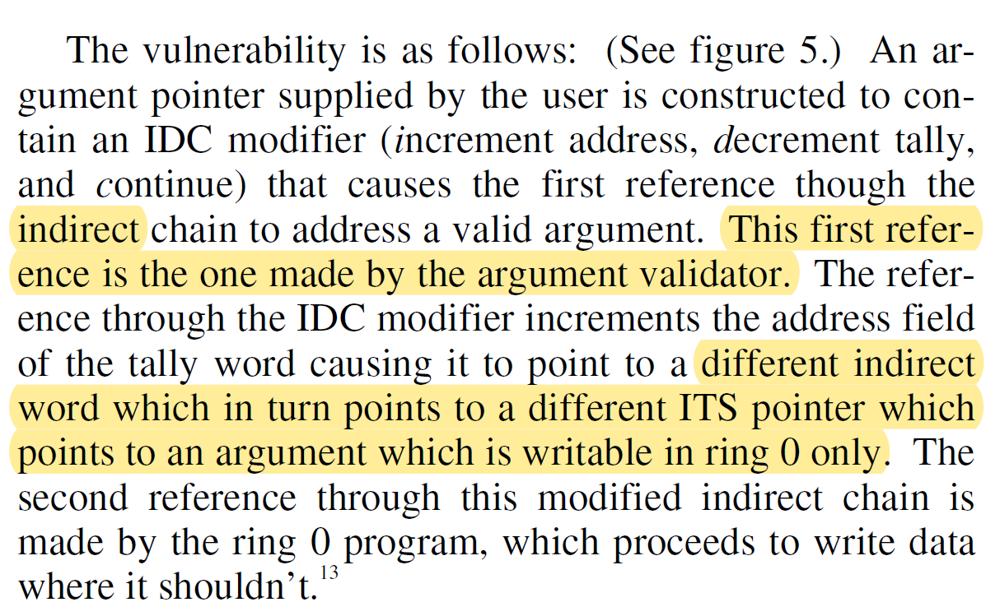 The vulnerability is as follows: (See figure 5.) An ar-
gument pointer supplied by the user is constructed to con-
tain an IDC modifier (increment address, decrement tally,
and continue) that causes the first reference though the
indirect chain to address a valid argument. This first refer-
ence is the one made by the argument validator. The refer-
ence through the IDC modifier increments the address field
of the tally word causing it to point to a different indirect
word which in turn points to a different ITS pointer which
points to an argument which is writable in ring 0 only. The
second reference through this modified indirect chain is
made by the ring 0 program, which proceeds to write data
where it shouldn't.13